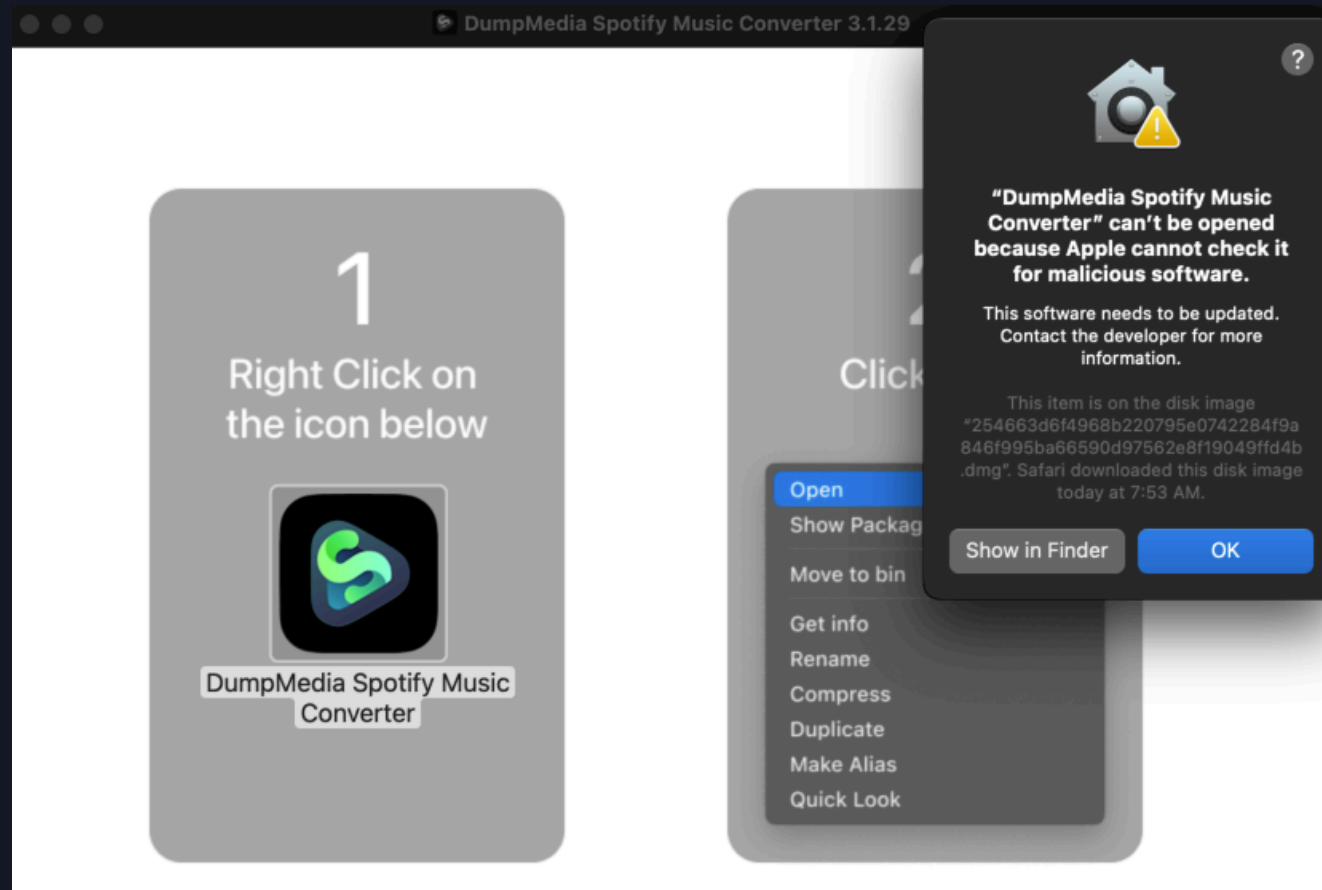 DumpMedia Spotify Music Converter 3.1.29
1
Right Click on
the icon below
DumpMedia Spotify Music
Converter
Click
Open
Show Packag
Move to bin
Get info
Rename
Compress
Duplicate
Make Alias
Quick Look
?
“DumpMedia Spotify Music
Converter” can’t be opened
because Apple cannot check it
for malicious software.
This software needs to be updated.
Contact the developer for more
information.
This item is on the disk image
“254663d6f4968b220795e0742284f9a
846f995ba66590d97562e8f19049ffd4b
.dmg”. Safari downloaded this disk image
today at 7:53 AM.
Show in Finder
OK